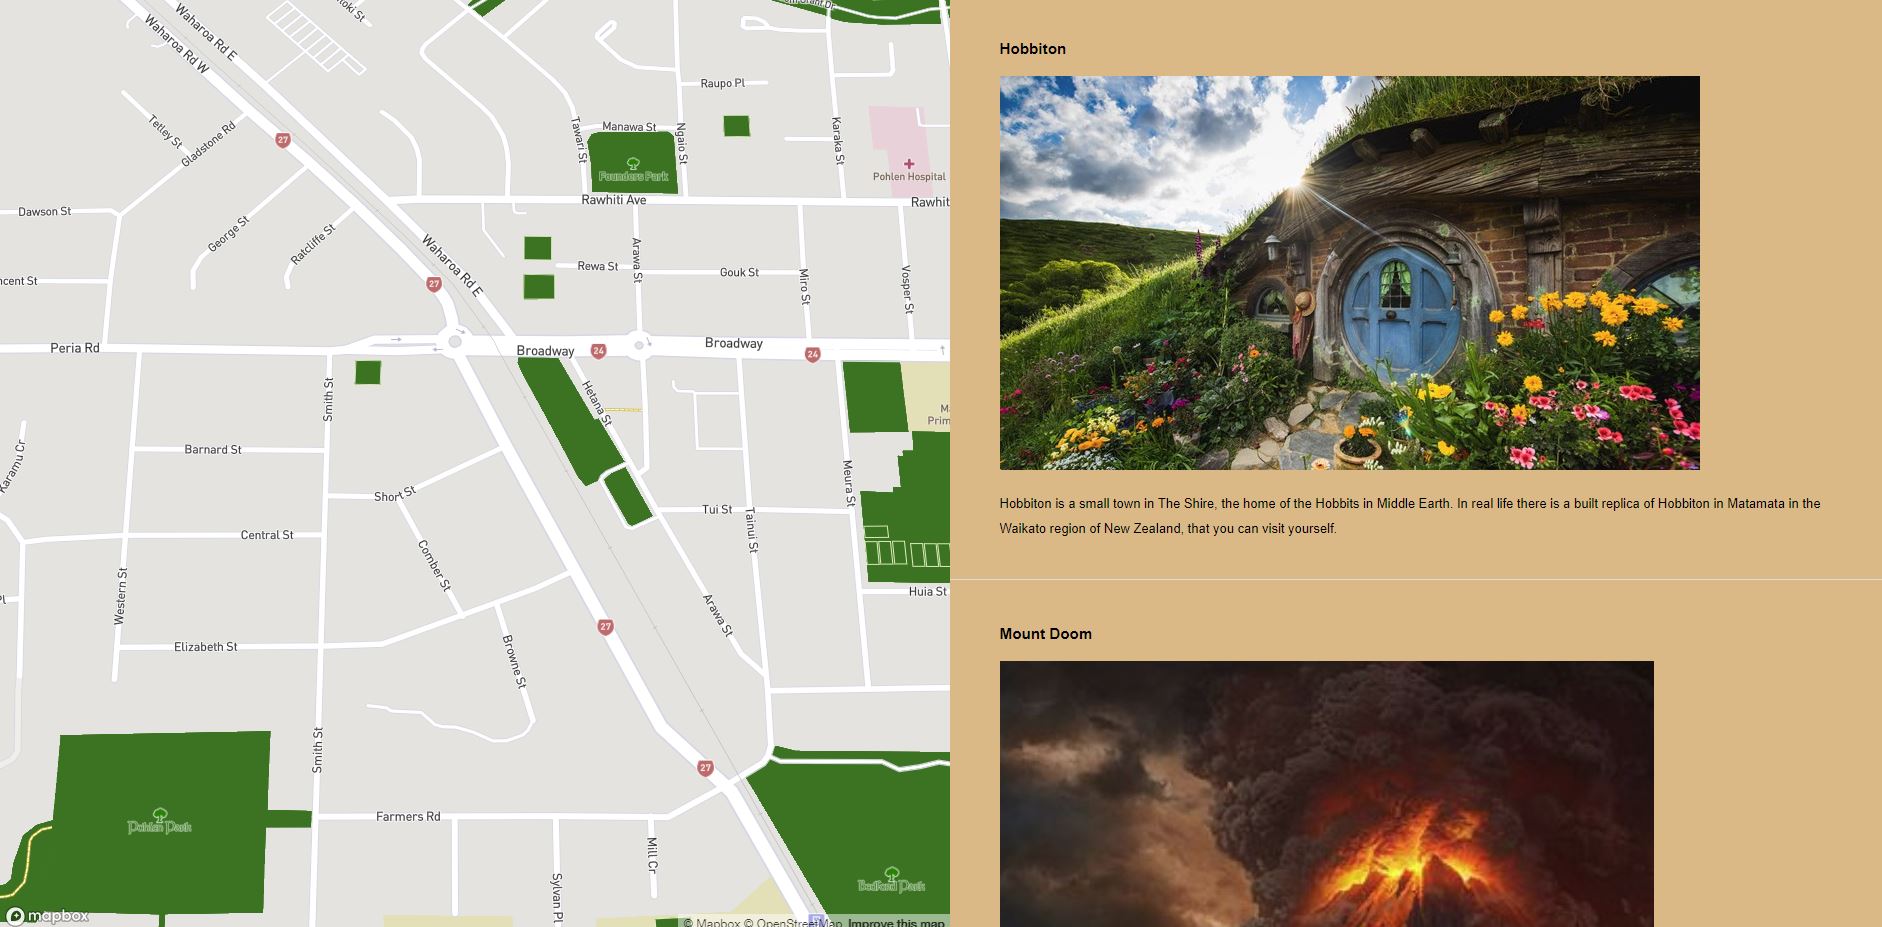 Waharoa Rd E
Waharoa Rd W
Tetley St
Gladstone Rd
27
Dawson St
George St
Ratcliffe St
Tawari St
Manawa St
Ngaio St
Raupo Pl
Karaka St
Founders Park
Pohlen Hospital
Rawhiti Ave
Rawhit
Waharoa Rd E
27
Rewa St
Arawa St
Gouk St
Miro St
Vosper St
ncent St
Peria Rd
Broadway
24
Broadway
24
Smith St
Hetana St
Ma
Prim
Karamu Cr
Barnard St
Short St
Meura St
Tui St
Tainui St
Central St
Comber St
Western St
Huia St
Arawa St
27
Elizabeth St
Browne St
Smith St
27
Pohlen Park
Farmers Rd
Mill Cr
Sylvan Pl
Bedford Park
mapbox
© Mapbox © OpenStreetMap Improve this map
Hobbiton
Hobbiton is a small town in The Shire, the home of the Hobbits in Middle Earth. In real life there is a built replica of Hobbiton in Matamata in the
Waikato region of New Zealand, that you can visit yourself.
Mount Doom